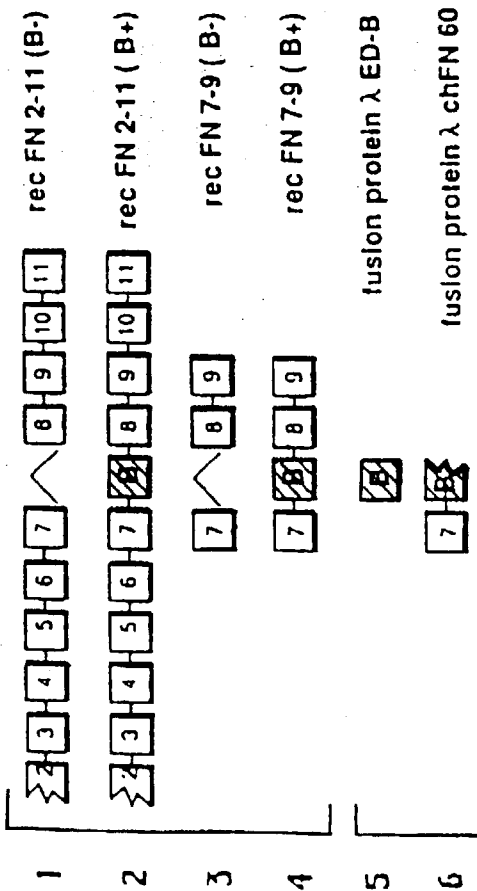 1 2 3 4 5 6 7 8 9 10 11 rec FN 2-11 (B-)
2 2 3 4 5 6 7 B 8 9 10 11 rec FN 2-11 ( B+)
3 7 8 9 rec FN 7-9 ( B-)
4 7 B 8 9 rec FN 7-9 ( B+)
5 B fusion protein λ ED-B
6 7 B fusion protein λ chFN 60